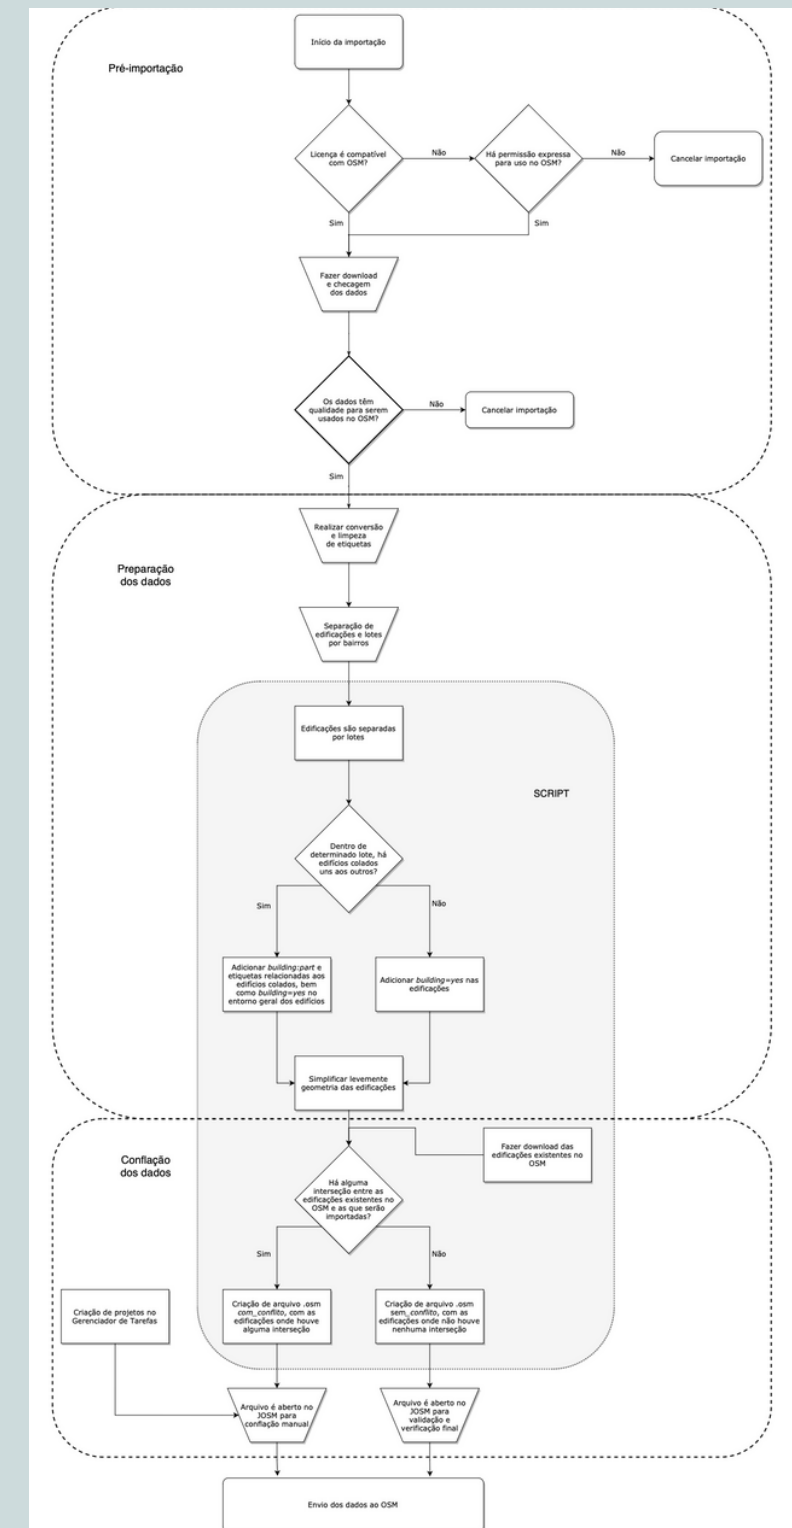 Início da importação
Pré-importação
Licença é compatível
com OSM?
Não
Há permissão expressa
para uso no OSM?
Não
Cancelar importação
Sim
Sim
Fazer download
e checagem
dos dados
Os dados têm
qualidade para serem
usados no OSM?
Não
Cancelar importação
Sim
Realizar conversão
e limpeza
de etiquetas
Preparação
dos dados
Separação de
edificações e lotes
por bairros
Edificações são separadas
por lotes
SCRIPT
Dentro de
determinado lote, há
edifícios colados
uns aos outros?
Sim
Não
Adicionar building:part e
etiquetas relacionadas aos
edifícios colados, bem
como building=yes no
entorno geral dos edifícios
Adicionar building=yes nas
edificações
Simplificar levemente
geometria das edificações
Conflação
dos dados
Fazer download das
edificações existentes no
OSM
Há alguma
interseção entre as
edificações existentes no
OSM e as que serão
importadas?
Sim
Não
Criação de projetos no
Gerenciador de Tarefas
Criação de arquivo .osm
com_conflito, com as
edificações onde houve
alguma interseção
Criação de arquivo .osm
sem_conflito, com as
edificações onde não houve
nenhuma interseção
Arquivo é aberto no
JOSM para
conflação manual
Arquivo é aberto no
JOSM para
validação e
verificação final
Envio dos dados ao OSM